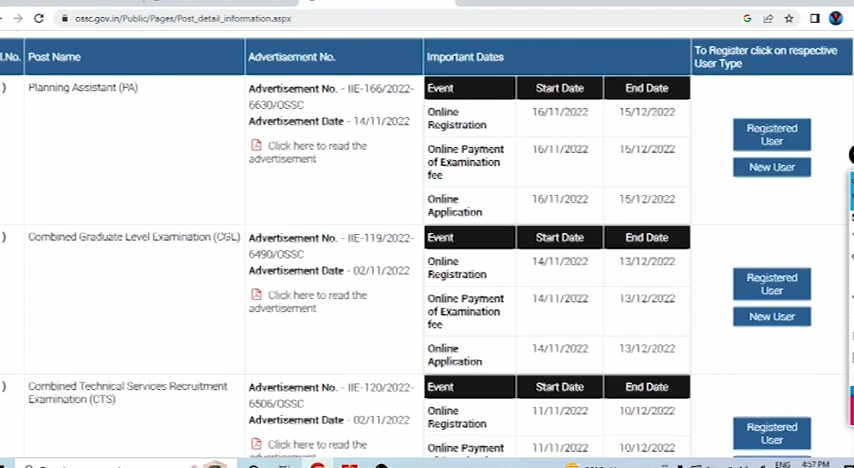 ossc.gov.in/Public/Pages/Post_detail_information.aspx
l.No. Post Name Advertisement No. Important Dates To Register click on respective User Type
) Planning Assistant (PA)
Advertisement No. - IIE-166/2022-
6630/OSSC
Advertisement Date - 14/11/2022
Click here to read the
advertisement
Event Start Date End Date
Online Registration 16/11/2022 15/12/2022
Online Payment of Examination fee 16/11/2022 15/12/2022
Online Application 16/11/2022 15/12/2022
Registered User
New User
) Combined Graduate Level Examination (CGL)
Advertisement No. - IIE-119/2022-
6490/OSSC
Advertisement Date - 02/11/2022
Click here to read the
advertisement
Event Start Date End Date
Online Registration 14/11/2022 13/12/2022
Online Payment of Examination fee 14/11/2022 13/12/2022
Online Application 14/11/2022 13/12/2022
Registered User
New User
) Combined Technical Services Recruitment
Examination (CTS)
Advertisement No. - IIE-120/2022-
6506/OSSC
Advertisement Date - 02/11/2022
Click here to read the
Event Start Date End Date
Online Registration 11/11/2022 10/12/2022
Online Payment 11/11/2022 10/12/2022
Registered User
ENG 4:57 PM